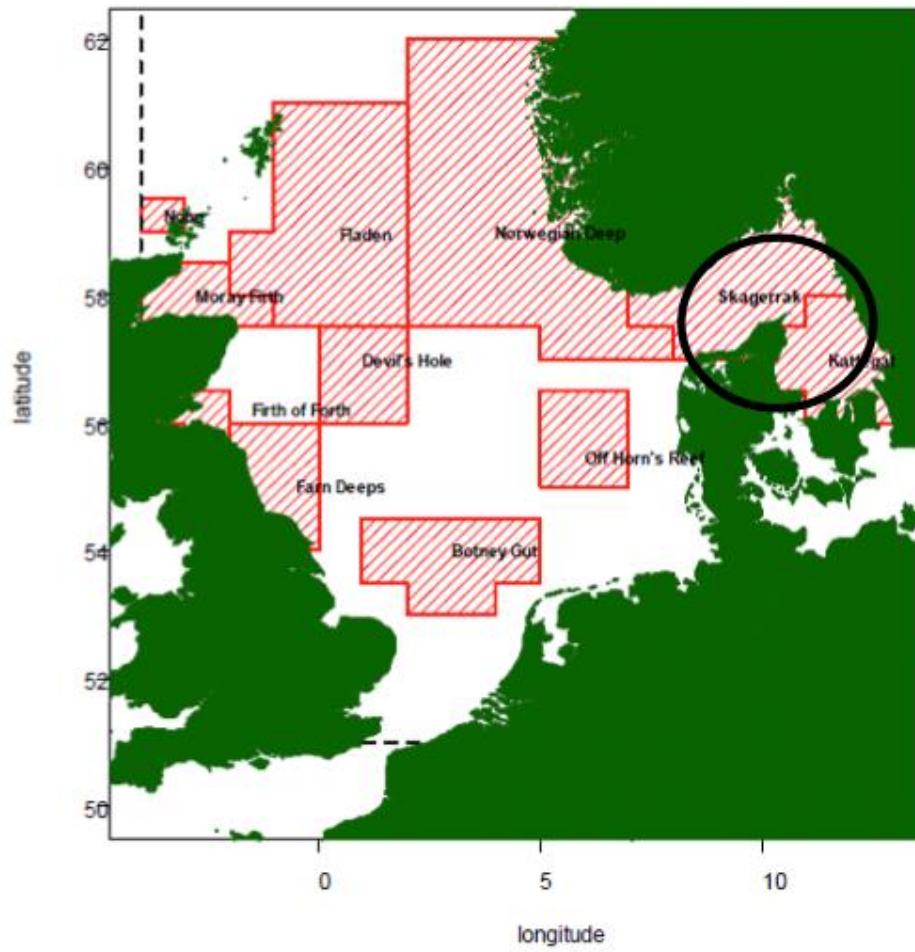 62
60
Noup
Fladen
Norwegian Deep
58
Moray Firth
Skagerrak
Devil's Hole
Kattegat
latitude
56
Firth of Forth
Off Horn's Reef
Farn Deeps
54
Botney Gut
52
50
0
5
10
longitude